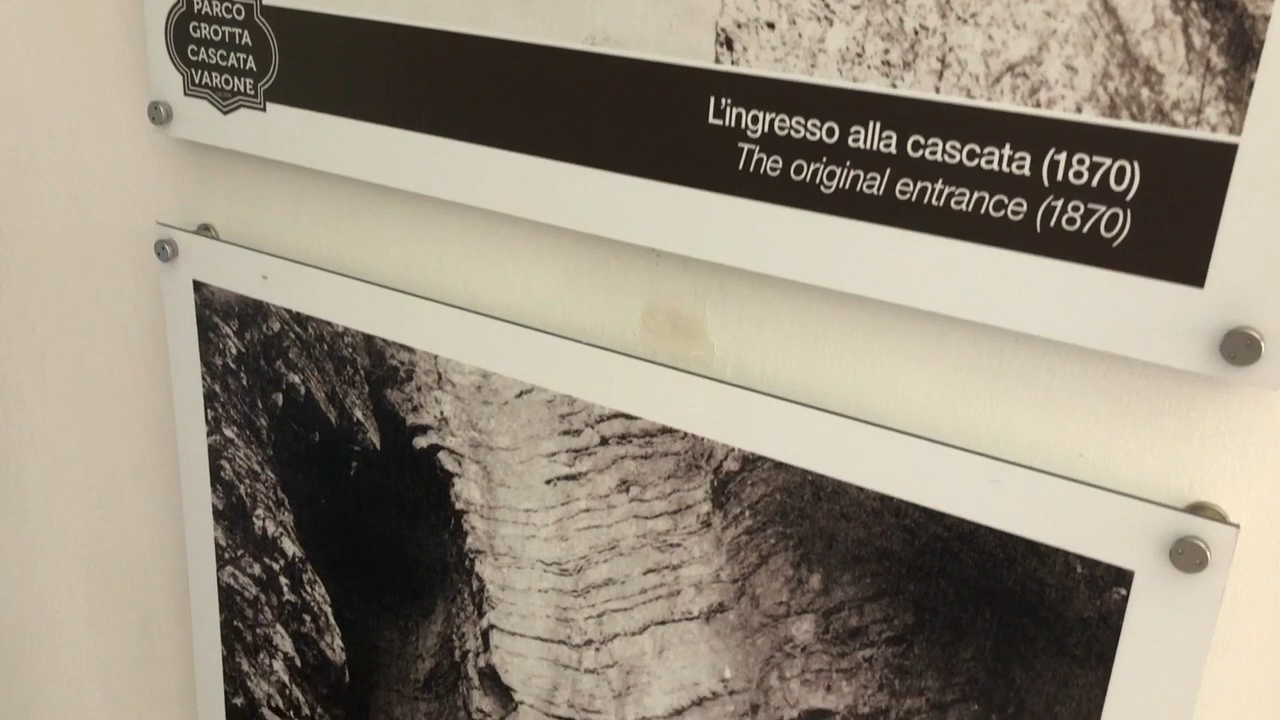 PARCO
GROTTA
CASCATA
VARONE
L'ingresso alla cascata (1870)
The original entrance (1870)